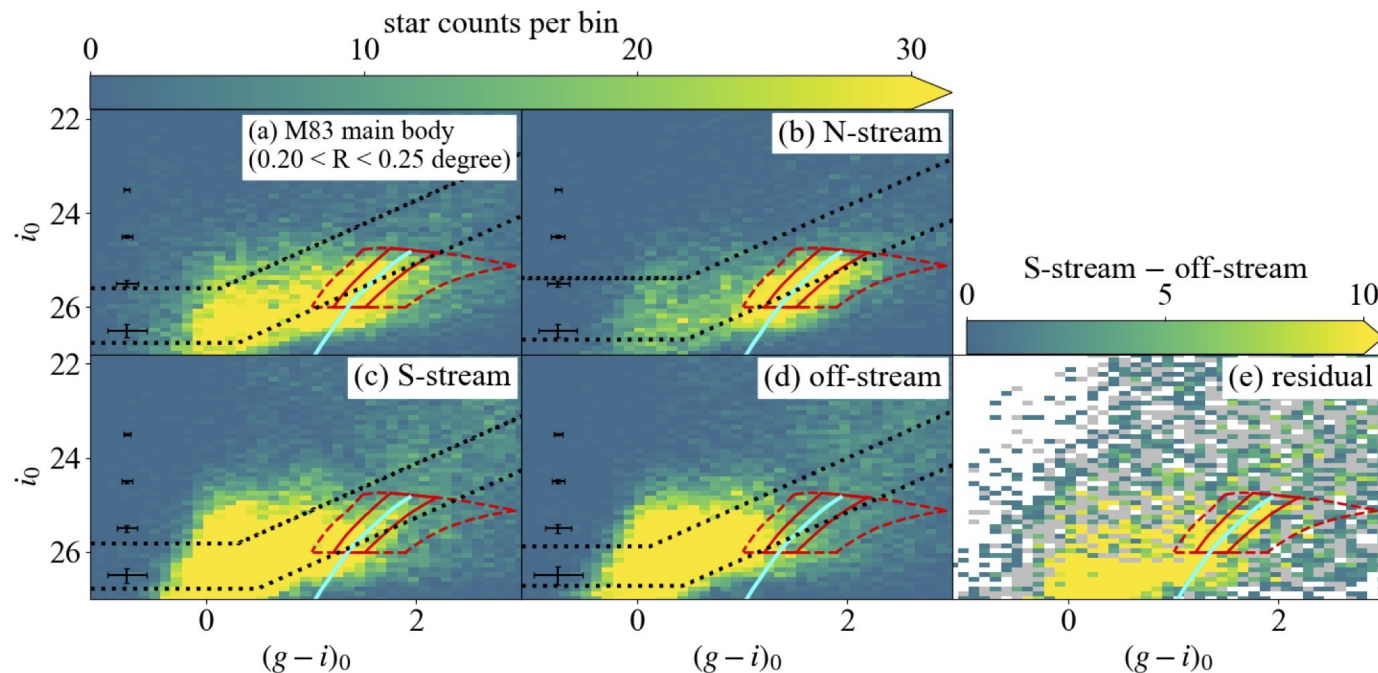 star counts per bin
0 10 20 30
22
24
26
i₀
(a) M83 main body
(0.20 < R < 0.25 degree)
(b) N-stream
S-stream − off-stream
0 5 10
22
24
26
i₀
(c) S-stream
(d) off-stream
(e) residual
0 2
0 2
0 2
(g − i)₀
(g − i)₀
(g − i)₀